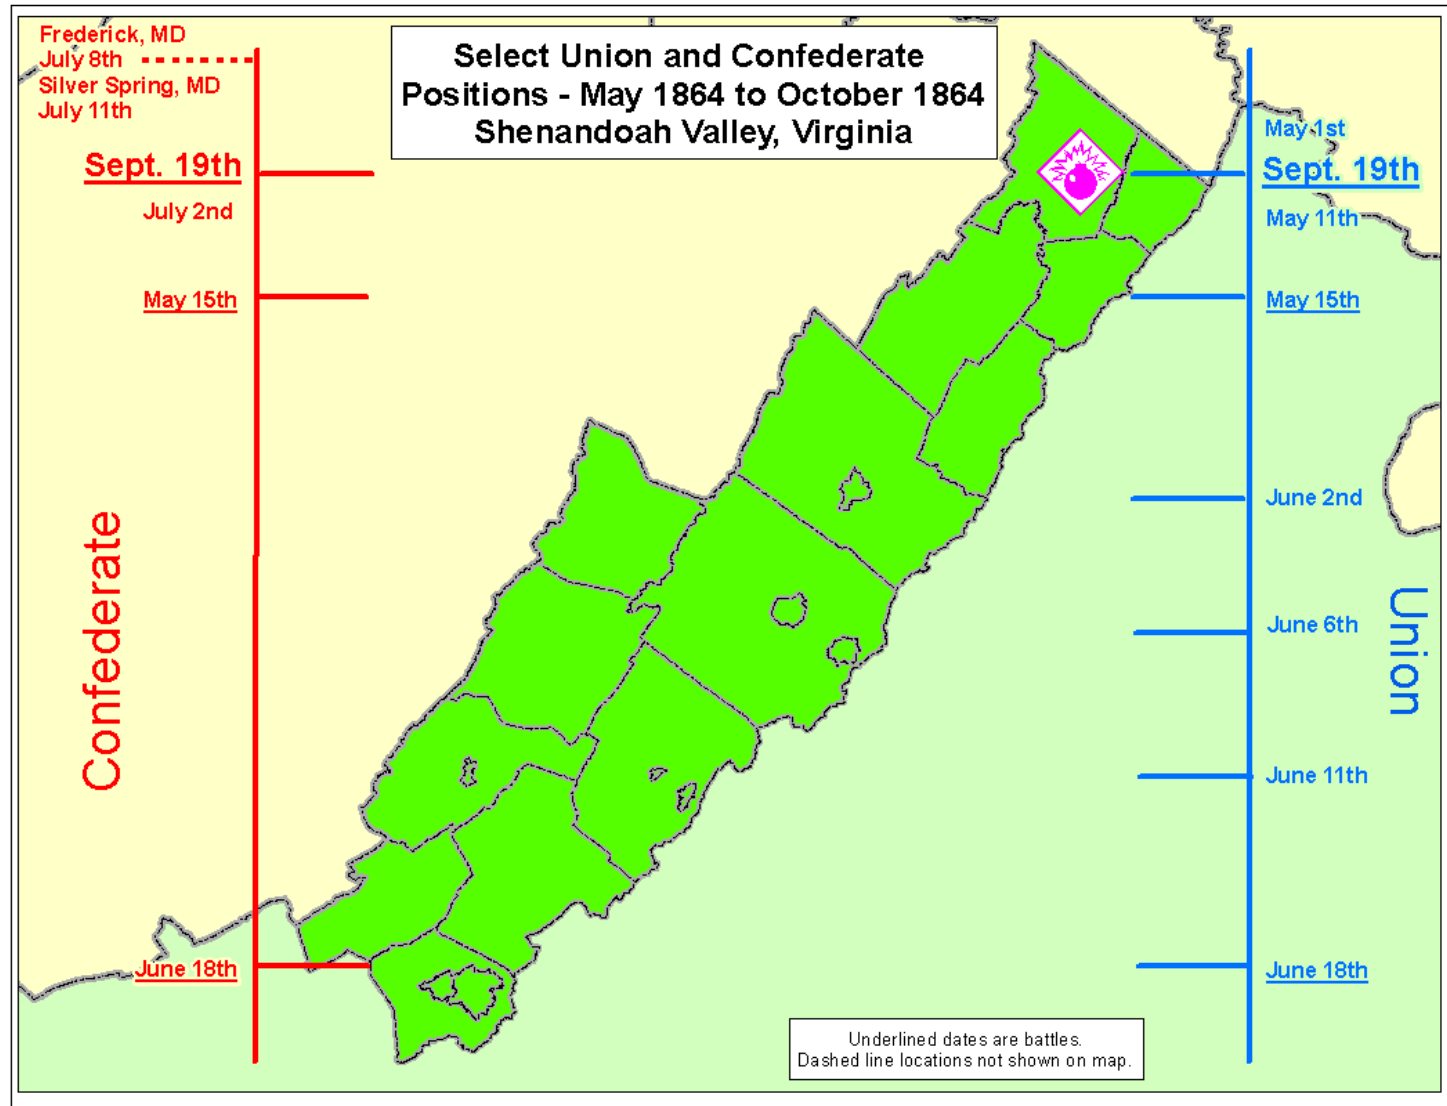 Frederick, MD
July 8th
Silver Spring, MD
July 11th
Select Union and Confederate
Positions - May 1864 to October 1864
Shenandoah Valley, Virginia
Sept. 19th
July 2nd
May 15th
June 18th
Confederate
May 1st
Sept. 19th
May 11th
May 15th
June 2nd
June 6th
June 11th
June 18th
Union
Underlined dates are battles.
Dashed line locations not shown on map.